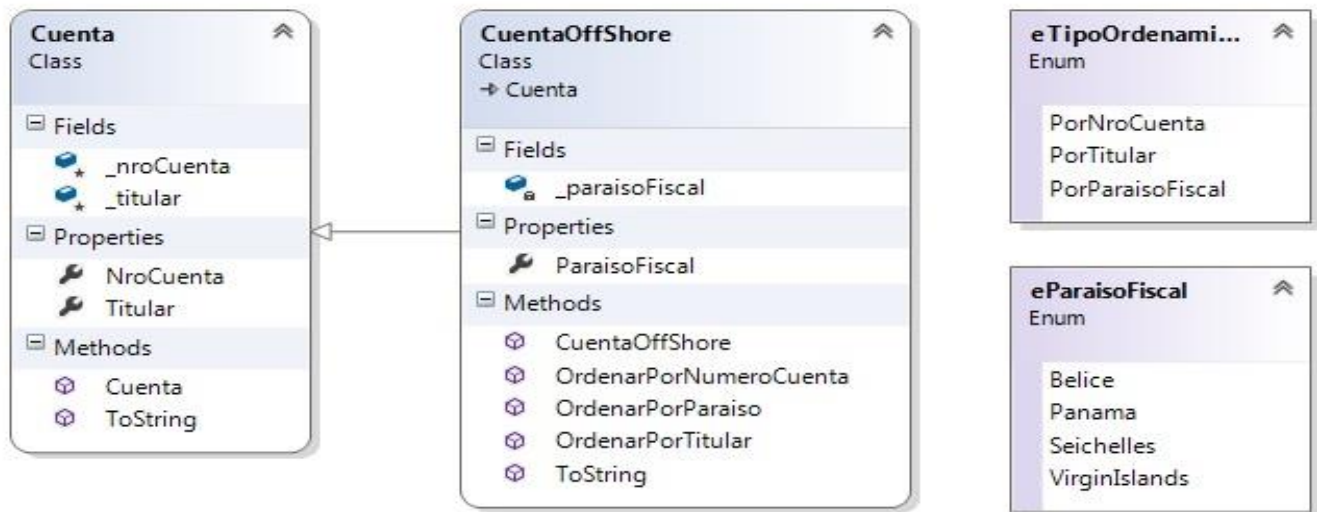 Cuenta
Class
Fields
_nroCuenta
_titular
Properties
NroCuenta
Titular
Methods
Cuenta
ToString
CuentaOffShore
Class
Cuenta
Fields
_paraisoFiscal
Properties
ParaisoFiscal
Methods
CuentaOffShore
OrdenarPorNumeroCuenta
OrdenarPorParaiso
OrdenarPorTitular
ToString
eTipoOrdenami...
Enum
PorNroCuenta
PorTitular
PorParaisoFiscal
eParaisoFiscal
Enum
Belice
Panama
Seichelles
VirginIslands